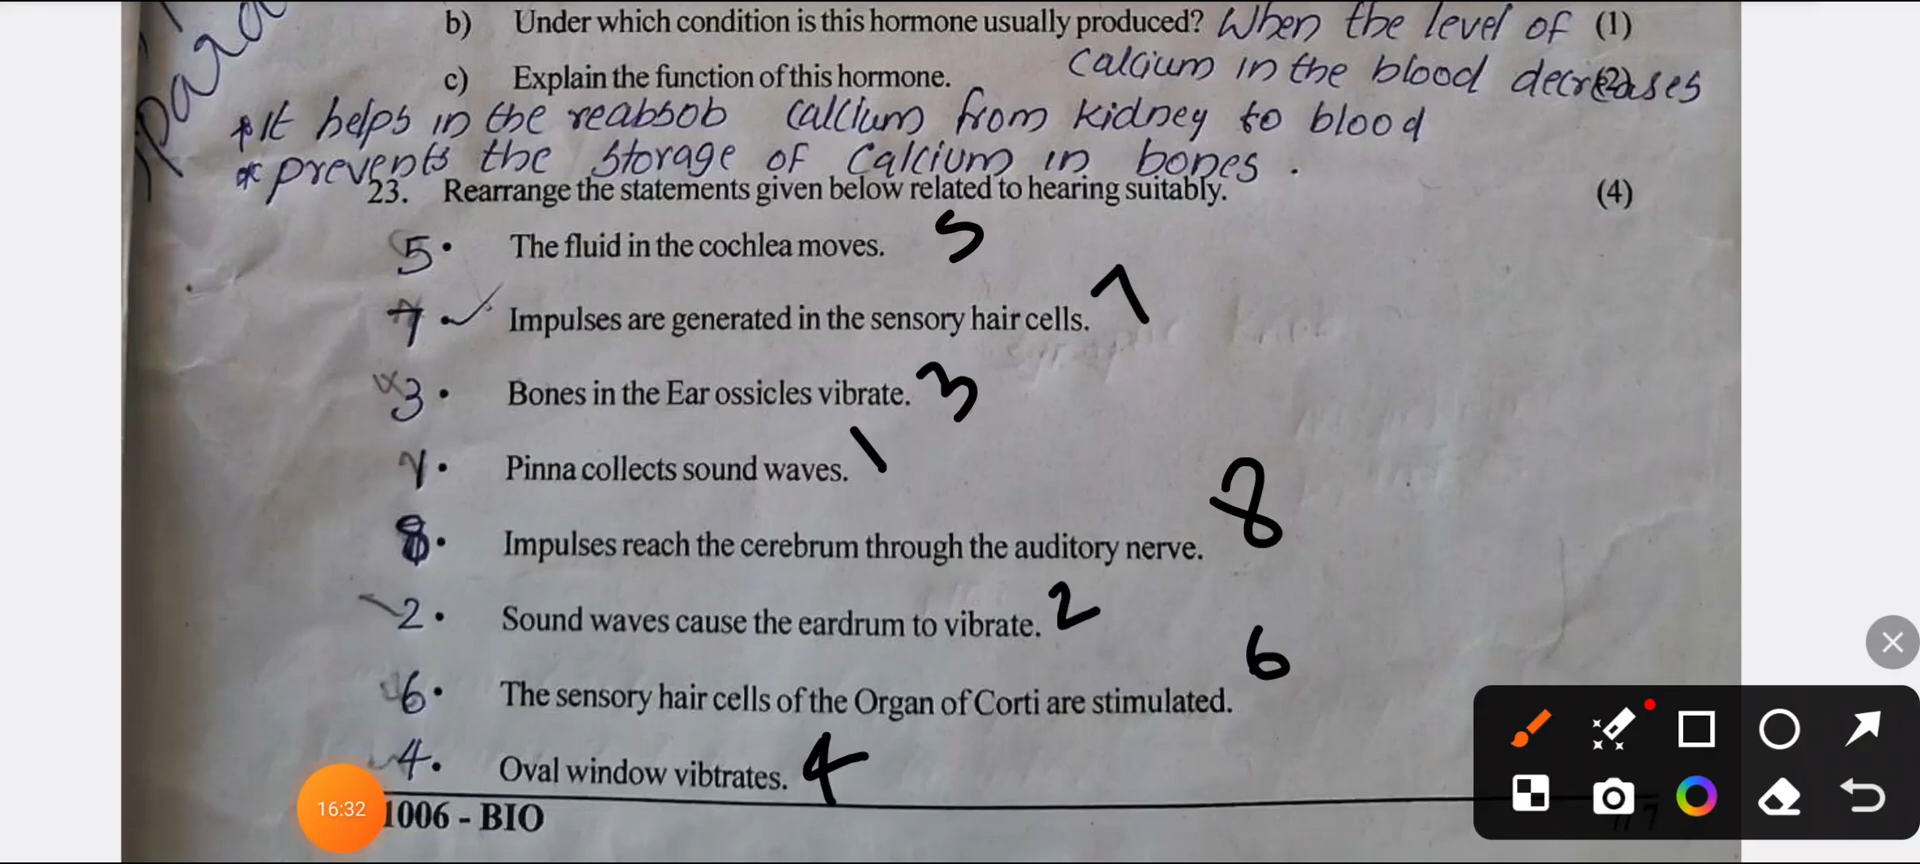 b) Under which condition is this hormone usually produced? When the level of (1)
calcium in the blood decreases
c) Explain the function of this hormone.
* It helps in the reabsob calcium from kidney to blood
* prevents the storage of calcium in bones .
23. Rearrange the statements given below related to hearing suitably. (4)
5 • The fluid in the cochlea moves. 5
7 • Impulses are generated in the sensory hair cells. 7
3 • Bones in the Ear ossicles vibrate. 3
1 • Pinna collects sound waves. 1
8 • Impulses reach the cerebrum through the auditory nerve. 8
2 • Sound waves cause the eardrum to vibrate. 2
6 • The sensory hair cells of the Organ of Corti are stimulated. 6
4 • Oval window vibtrates. 4
16:32
1006 - BIO